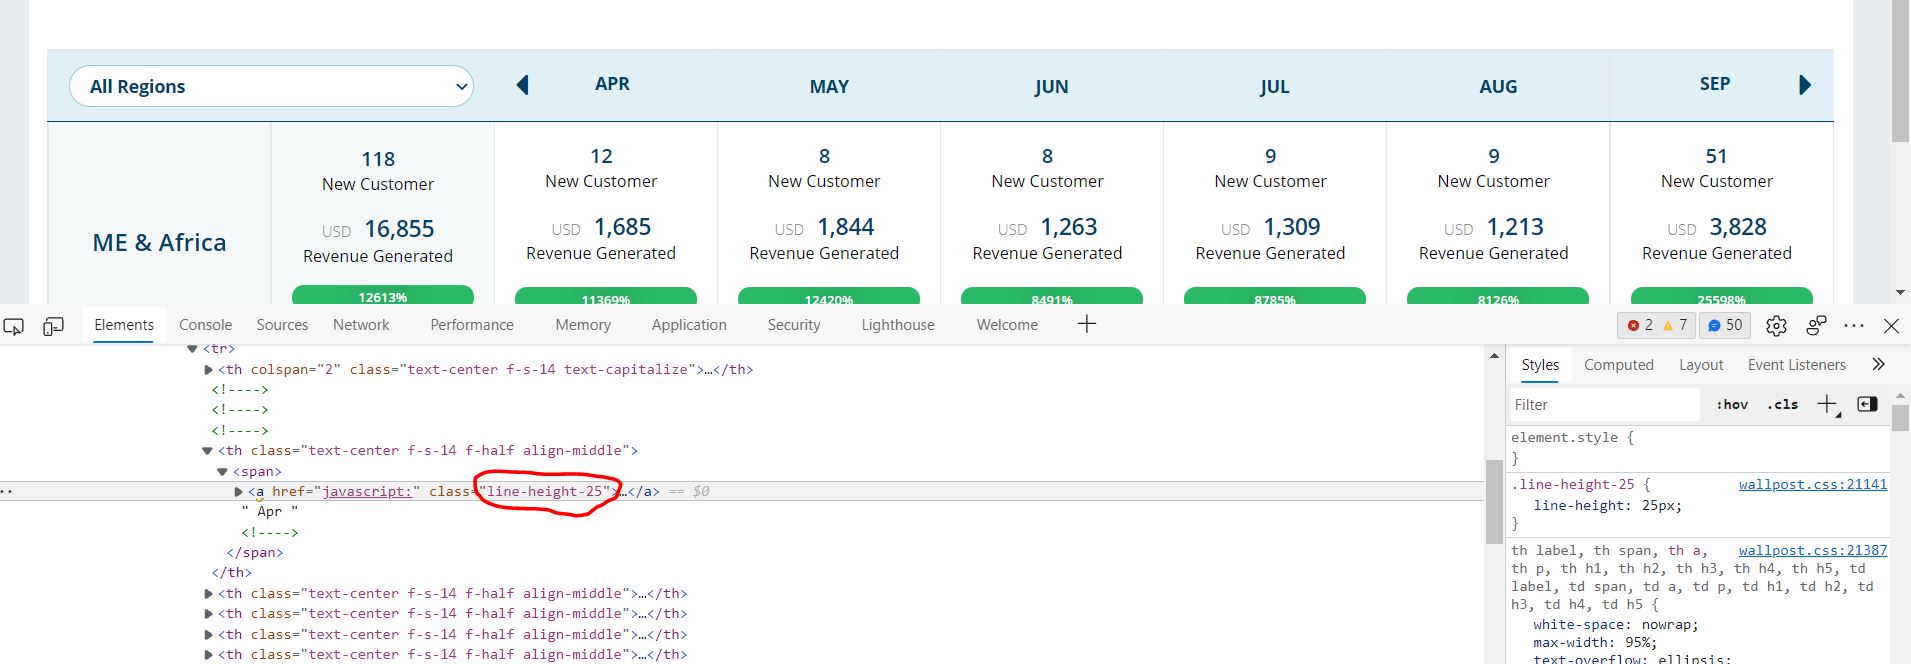 All Regions APR MAY JUN JUL AUG SEP
118 12 8 8 9 9 51
New Customer New Customer New Customer New Customer New Customer New Customer New Customer
ME & Africa
USD 16,855 USD 1,685 USD 1,844 USD 1,263 USD 1,309 USD 1,213 USD 3,828
Revenue Generated Revenue Generated Revenue Generated Revenue Generated Revenue Generated Revenue Generated Revenue Generated
12613% 11369% 12420% 8491% 8785% 8126% 25598%
Elements Console Sources Network Performance Memory Application Security Lighthouse Welcome + 2 7 50
<tr>
<th colspan="2" class="text-center f-s-14 text-capitalize">…</th>
<!---->
<!---->
<!---->
<th class="text-center f-s-14 f-half align-middle">
<span>
<a href="javascript:" class="line-height-25">…</a> == $0
" Apr "
<!---->
</span>
</th>
<th class="text-center f-s-14 f-half align-middle">…</th>
<th class="text-center f-s-14 f-half align-middle">…</th>
<th class="text-center f-s-14 f-half align-middle">…</th>
<th class="text-center f-s-14 f-half align-middle">…</th>
Styles Computed Layout Event Listeners
Filter :hov .cls
element.style {
}
.line-height-25 { wallpost.css:21141
line-height: 25px;
}
th label, th span, th a, wallpost.css:21387
th p, th h1, th h2, th h3, th h4, th h5, td
label, td span, td a, td p, td h1, td h2, td
h3, td h4, td h5 {
white-space: nowrap;
max-width: 95%;
text-overflow: ellipsis;